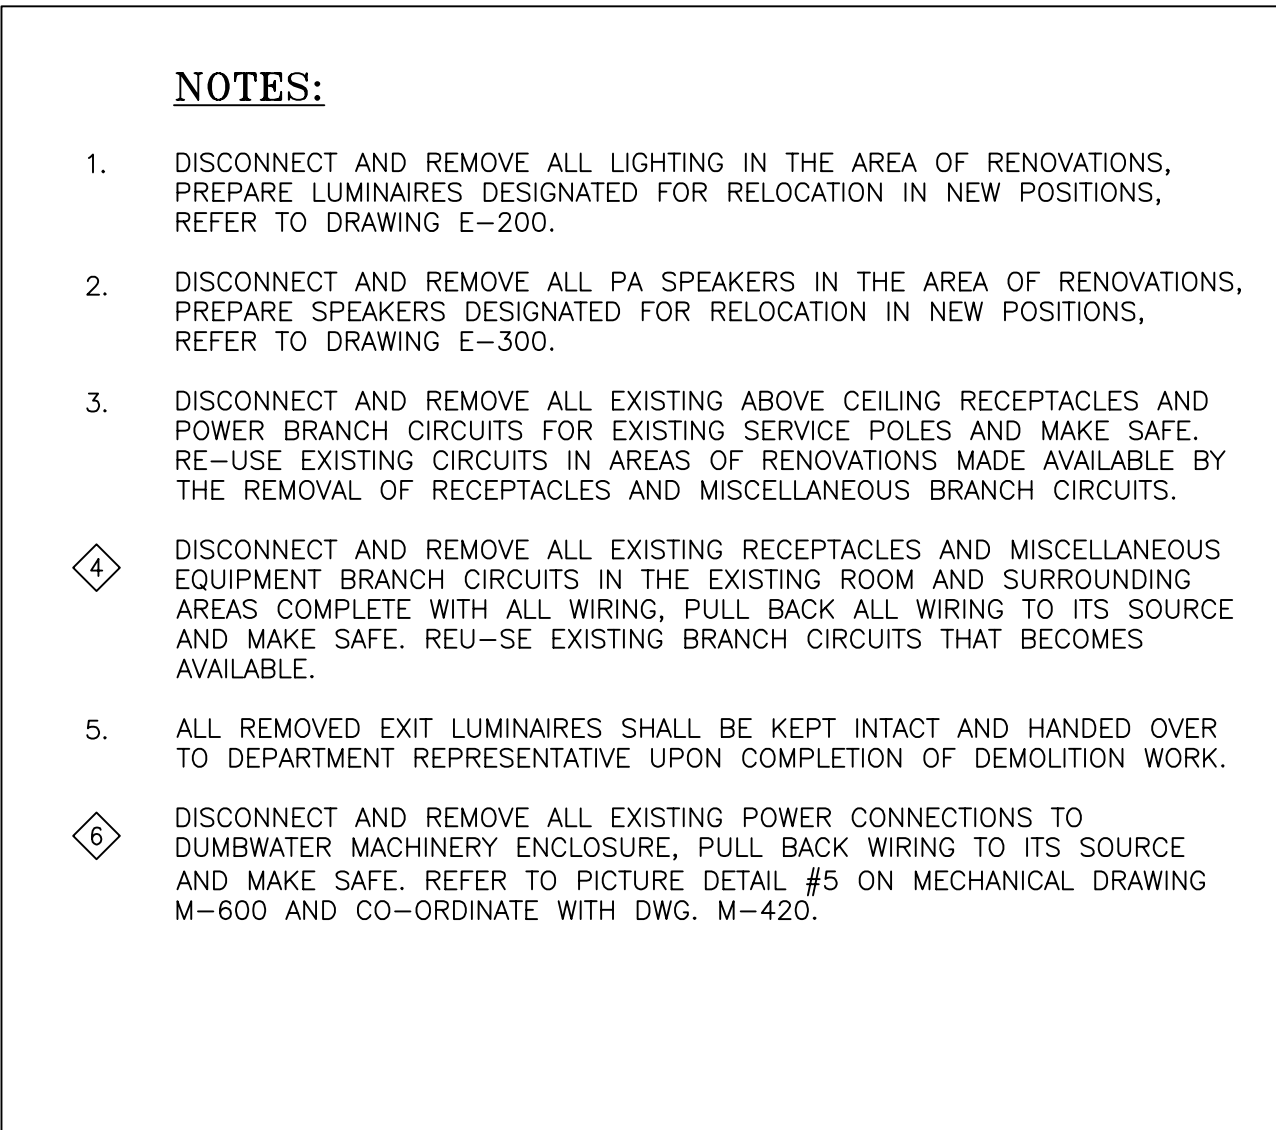 NOTES:
1. DISCONNECT AND REMOVE ALL LIGHTING IN THE AREA OF RENOVATIONS,
PREPARE LUMINAIRES DESIGNATED FOR RELOCATION IN NEW POSITIONS,
REFER TO DRAWING E-200.
2. DISCONNECT AND REMOVE ALL PA SPEAKERS IN THE AREA OF RENOVATIONS,
PREPARE SPEAKERS DESIGNATED FOR RELOCATION IN NEW POSITIONS,
REFER TO DRAWING E-300.
3. DISCONNECT AND REMOVE ALL EXISTING ABOVE CEILING RECEPTACLES AND
POWER BRANCH CIRCUITS FOR EXISTING SERVICE POLES AND MAKE SAFE.
RE-USE EXISTING CIRCUITS IN AREAS OF RENOVATIONS MADE AVAILABLE BY
THE REMOVAL OF RECEPTACLES AND MISCELLANEOUS BRANCH CIRCUITS.
4 DISCONNECT AND REMOVE ALL EXISTING RECEPTACLES AND MISCELLANEOUS
EQUIPMENT BRANCH CIRCUITS IN THE EXISTING ROOM AND SURROUNDING
AREAS COMPLETE WITH ALL WIRING, PULL BACK ALL WIRING TO ITS SOURCE
AND MAKE SAFE. REU-SE EXISTING BRANCH CIRCUITS THAT BECOMES
AVAILABLE.
5. ALL REMOVED EXIT LUMINAIRES SHALL BE KEPT INTACT AND HANDED OVER
TO DEPARTMENT REPRESENTATIVE UPON COMPLETION OF DEMOLITION WORK.
6 DISCONNECT AND REMOVE ALL EXISTING POWER CONNECTIONS TO
DUMBWATER MACHINERY ENCLOSURE, PULL BACK WIRING TO ITS SOURCE
AND MAKE SAFE. REFER TO PICTURE DETAIL #5 ON MECHANICAL DRAWING
M-600 AND CO-ORDINATE WITH DWG. M-420.